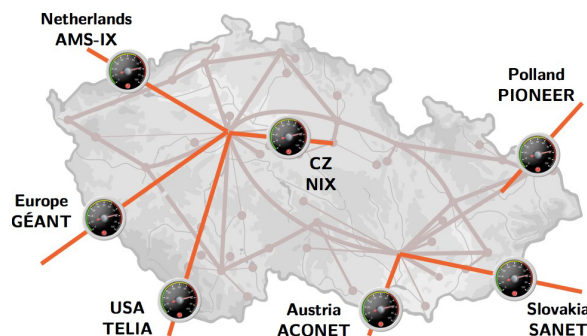 Netherlands
AMS-IX
Polland
PIONEER
CZ
NIX
Europe
GÉANT
USA
TELIA
Austria
ACONET
Slovakia
SANET